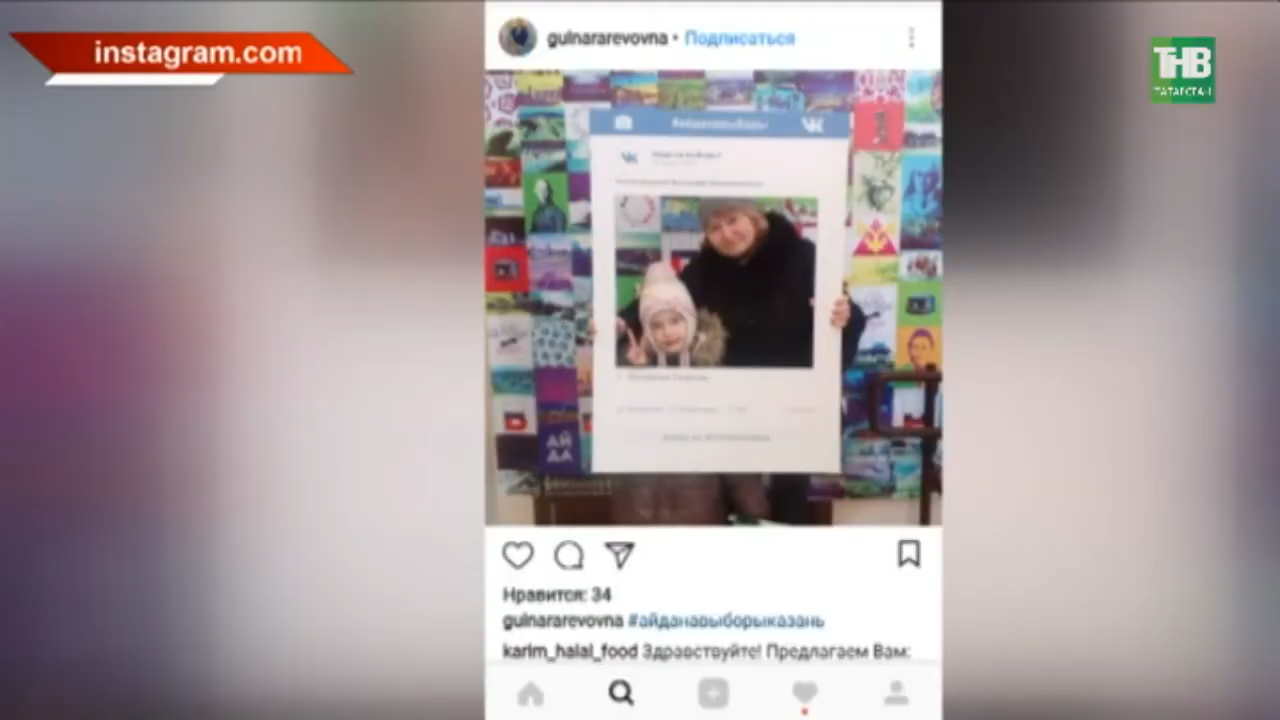 instagram.com
gulnararevovna • Подписаться
ТНВ
ТАТАРСТАН
#айданавыборы
АЙ
ДА
Нравится: 34
gulnararevovna #айданавыборыказань
karim_halal_food Здравствуйте! Предлагаем Вам: